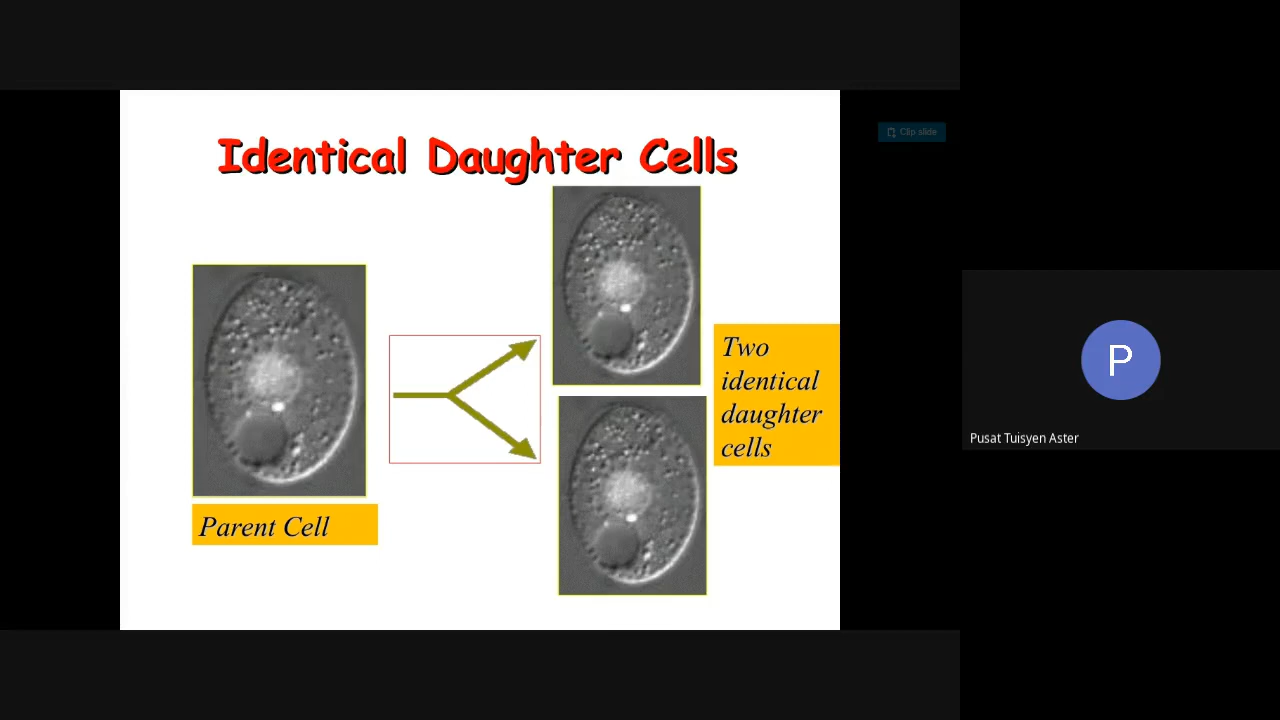 Identical Daughter Cells
Clip slide
Two
identical
daughter
cells
Parent Cell
P
Pusat Tuisyen Aster